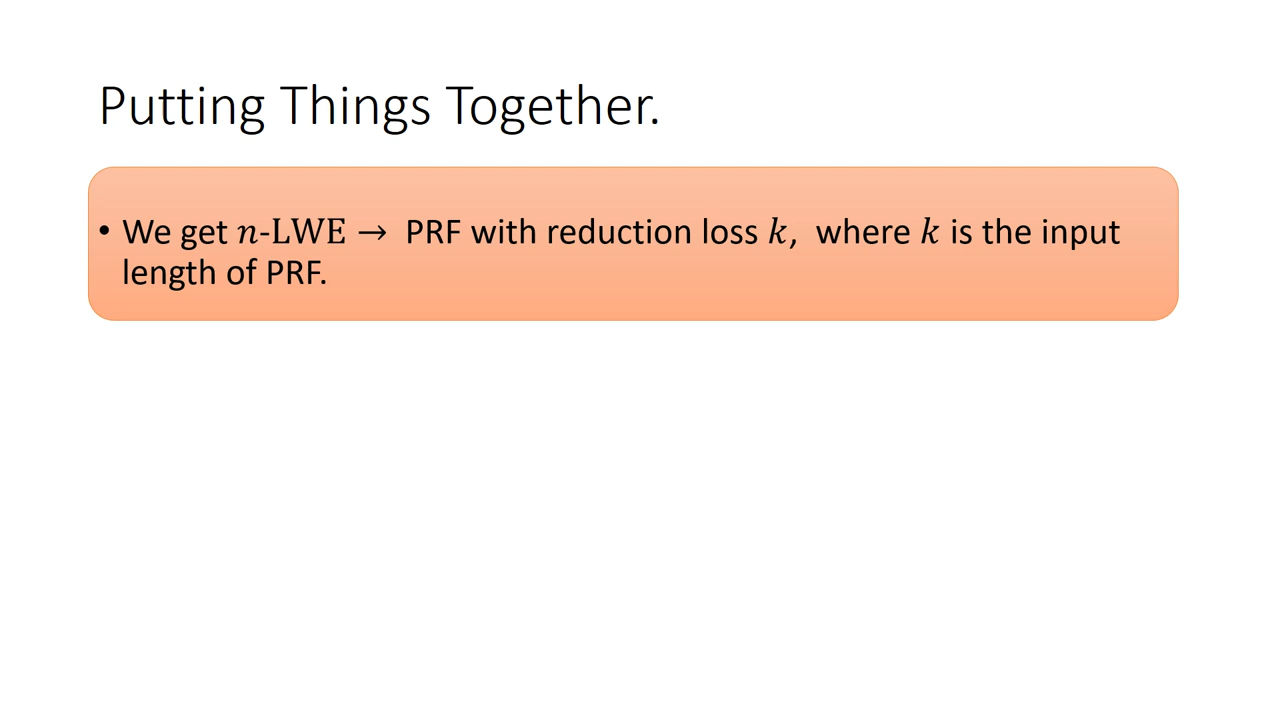 Putting Things Together.
• We get n-LWE → PRF with reduction loss k, where k is the input
length of PRF.